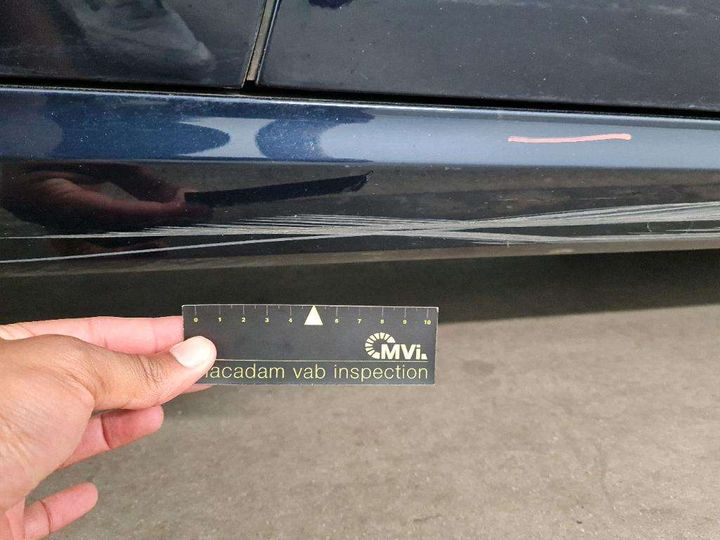 0 1 2 3 4 6 7 8 9 10
MVi.
acadam vab inspection